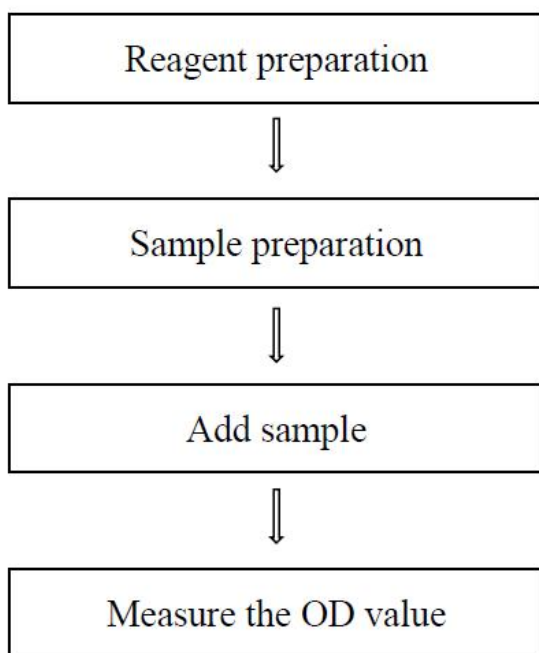 Reagent preparation
Sample preparation
Add sample
Measure the OD value